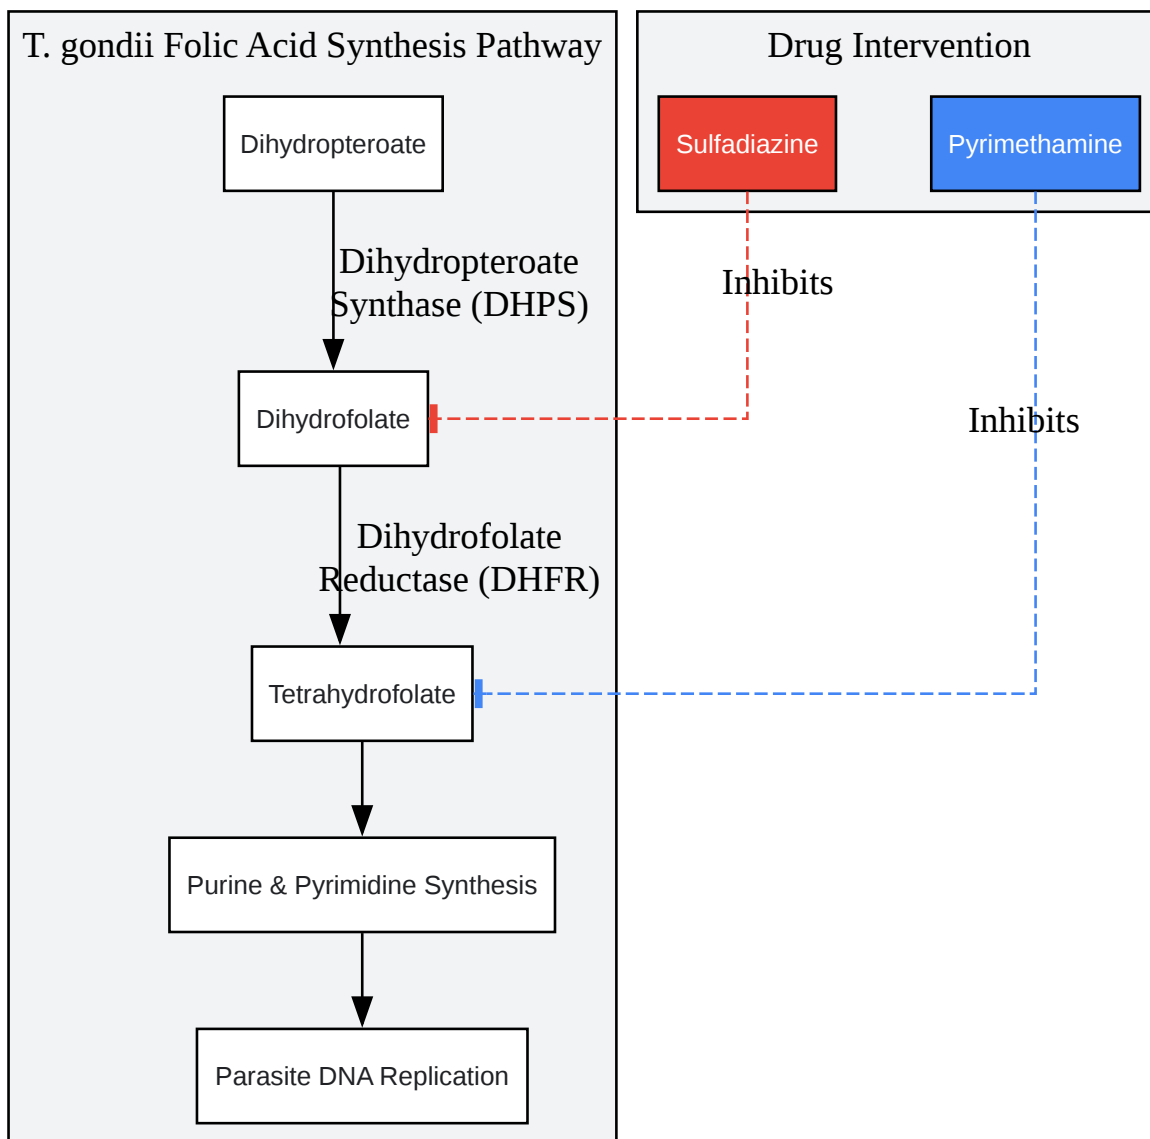 T. gondii Folic Acid Synthesis Pathway
Drug Intervention
Dihydropteroate
Sulfadiazine
Pyrimethamine
Dihydropteroate
Synthase (DHPS)
Inhibits
Dihydrofolate
Inhibits
Dihydrofolate
Reductase (DHFR)
Tetrahydrofolate
Purine & Pyrimidine Synthesis
Parasite DNA Replication